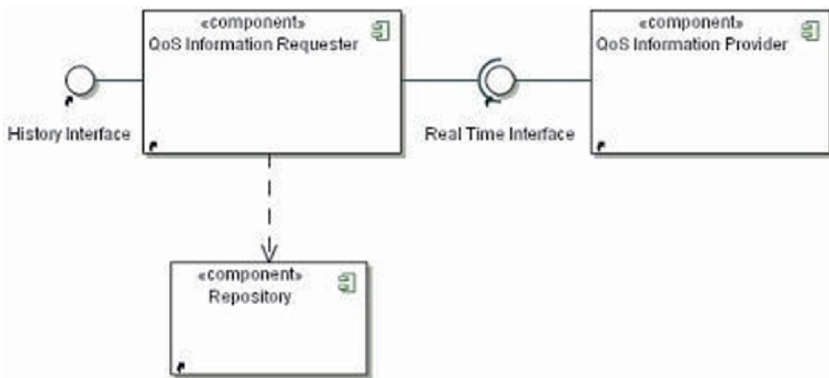 «component»
QoS Information Requester
«component»
QoS Information Provider
History Interface
Real Time Interface
«component»
Repository